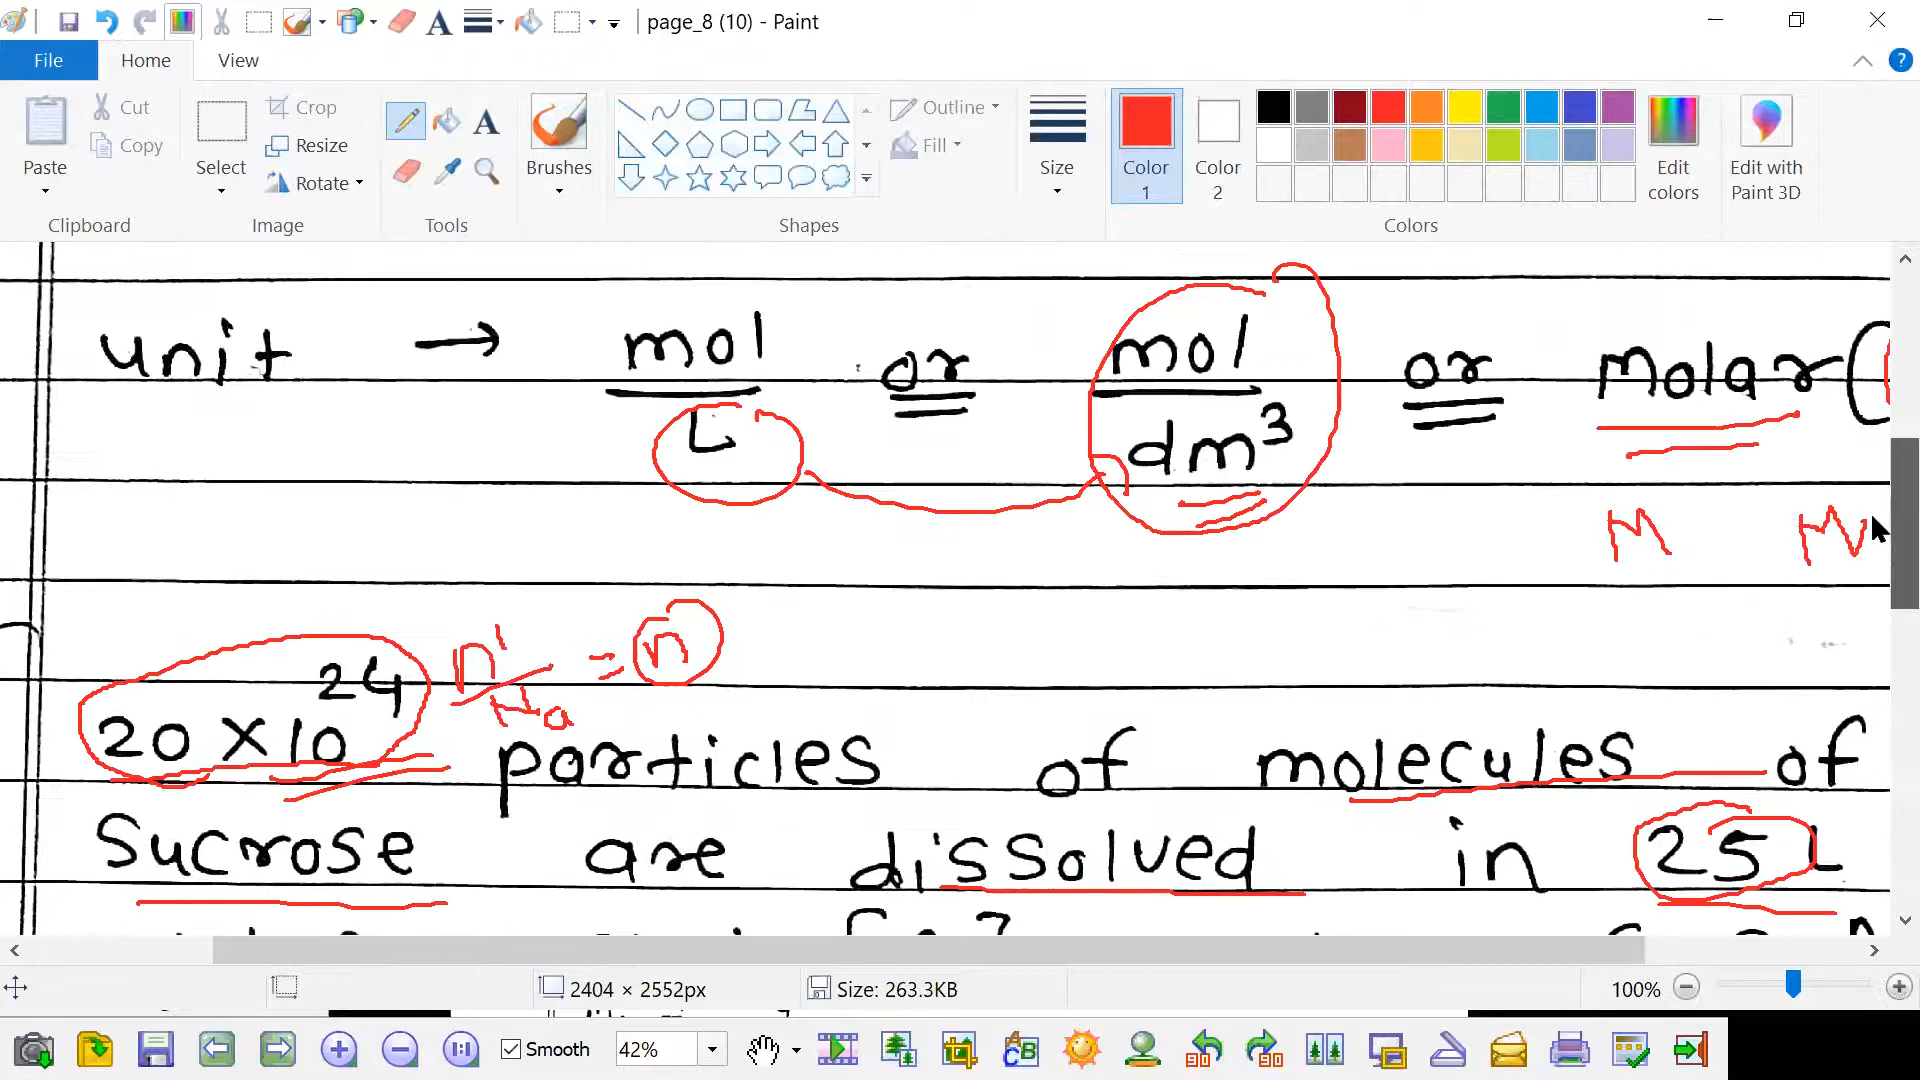 page_8 (10) - Paint
File Home View
Paste Cut Copy Select Crop Resize Rotate Brushes Outline Fill Size Color 1 Color 2 Edit colors Edit with Paint 3D
Clipboard Image Tools Shapes Colors
unit → mol/L or mol/dm³ or Molar (
M M
20 × 10²⁴ n'/Na = n particles of molecules of
Sucrose are dissolved in 25 L
2404 × 2552px Size: 263.3KB 100%
Smooth 42%